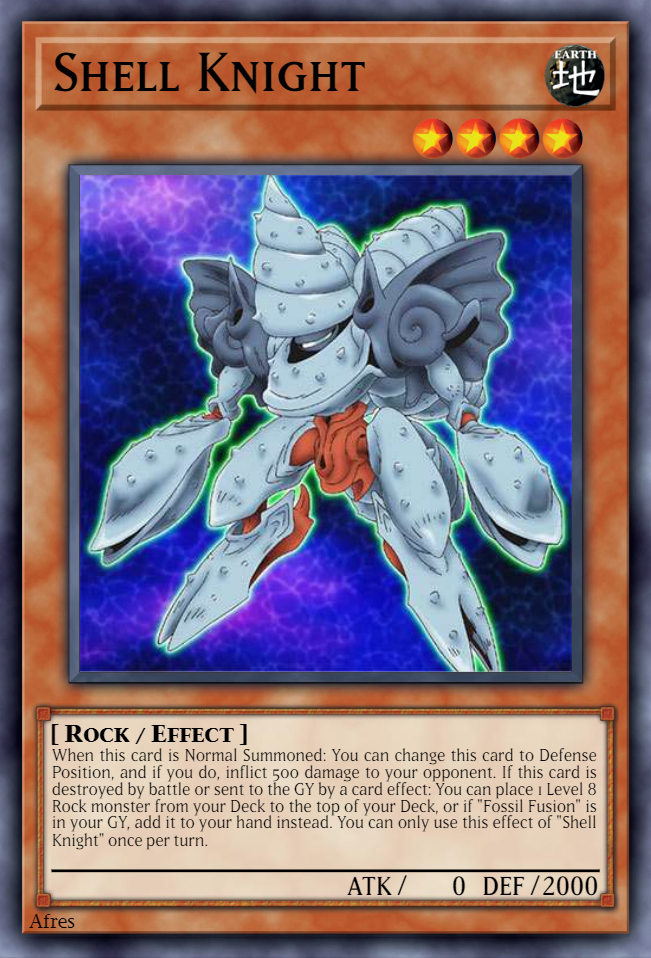 Shell Knight
EARTH
地
[ Rock / Effect ]
When this card is Normal Summoned: You can change this card to Defense
Position, and if you do, inflict 500 damage to your opponent. If this card is
destroyed by battle or sent to the GY by a card effect: You can place 1 Level 8
Rock monster from your Deck to the top of your Deck, or if "Fossil Fusion" is
in your GY, add it to your hand instead. You can only use this effect of "Shell
Knight" once per turn.
ATK / 0 DEF /2000
Afres